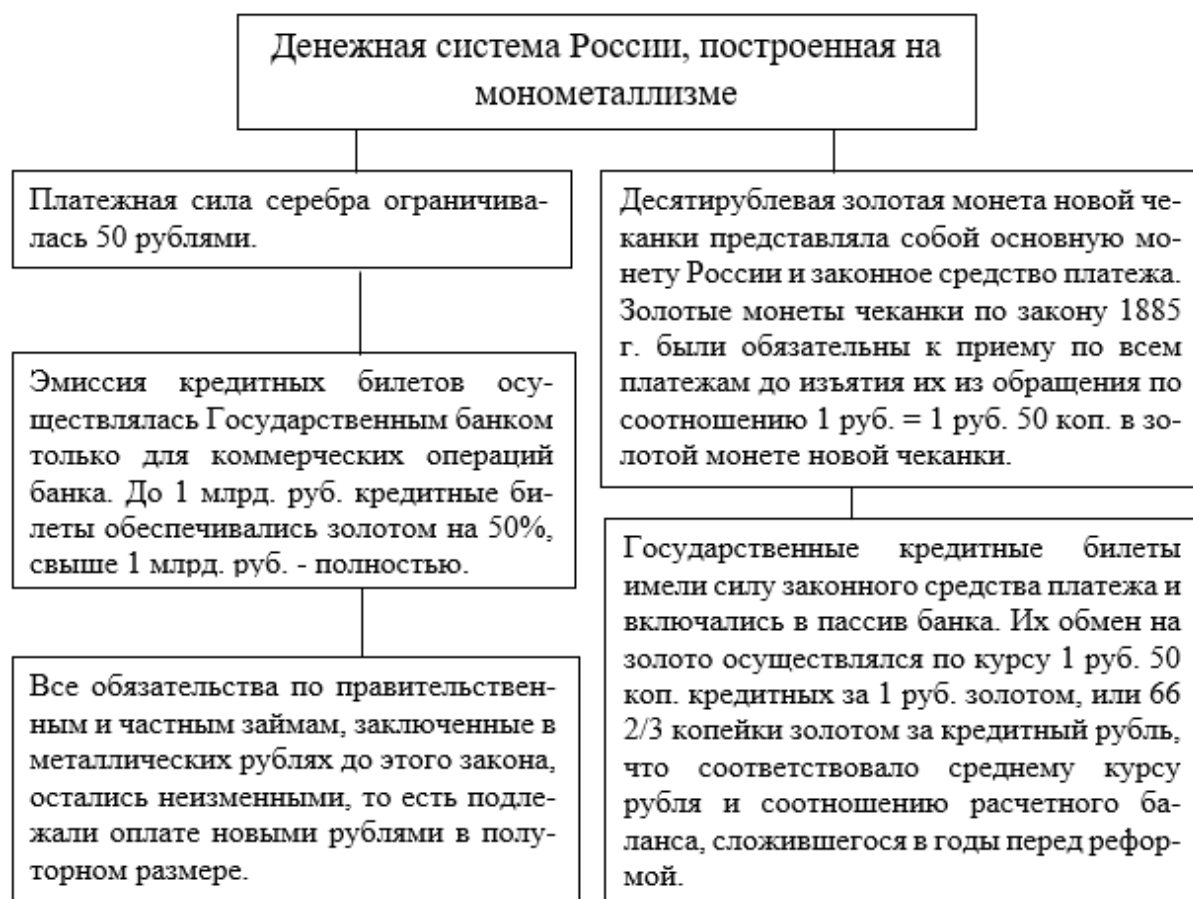 Денежная система России, построенная на
монометаллизме
Платежная сила серебра ограничива-
лась 50 рублями.
Эмиссия кредитных билетов осу-
ществлялась Государственным банком
только для коммерческих операций
банка. До 1 млрд. руб. кредитные би-
леты обеспечивались золотом на 50%,
свыше 1 млрд. руб. - полностью.
Все обязательства по правительствен-
ным и частным займам, заключенные в
металлических рублях до этого закона,
остались неизменными, то есть подле-
жали оплате новыми рублями в полу-
торном размере.
Десятирублевая золотая монета новой че-
канки представляла собой основную мо-
нету России и законное средство платежа.
Золотые монеты чеканки по закону 1885
г. были обязательны к приему по всем
платежам до изъятия их из обращения по
соотношению 1 руб. = 1 руб. 50 коп. в зо-
лотой монете новой чеканки.
Государственные кредитные билеты
имели силу законного средства платежа и
включались в пассив банка. Их обмен на
золото осуществлялся по курсу 1 руб. 50
коп. кредитных за 1 руб. золотом, или 66
2/3 копейки золотом за кредитный рубль,
что соответствовало среднему курсу
рубля и соотношению расчетного ба-
ланса, сложившегося в годы перед рефор-
мой.